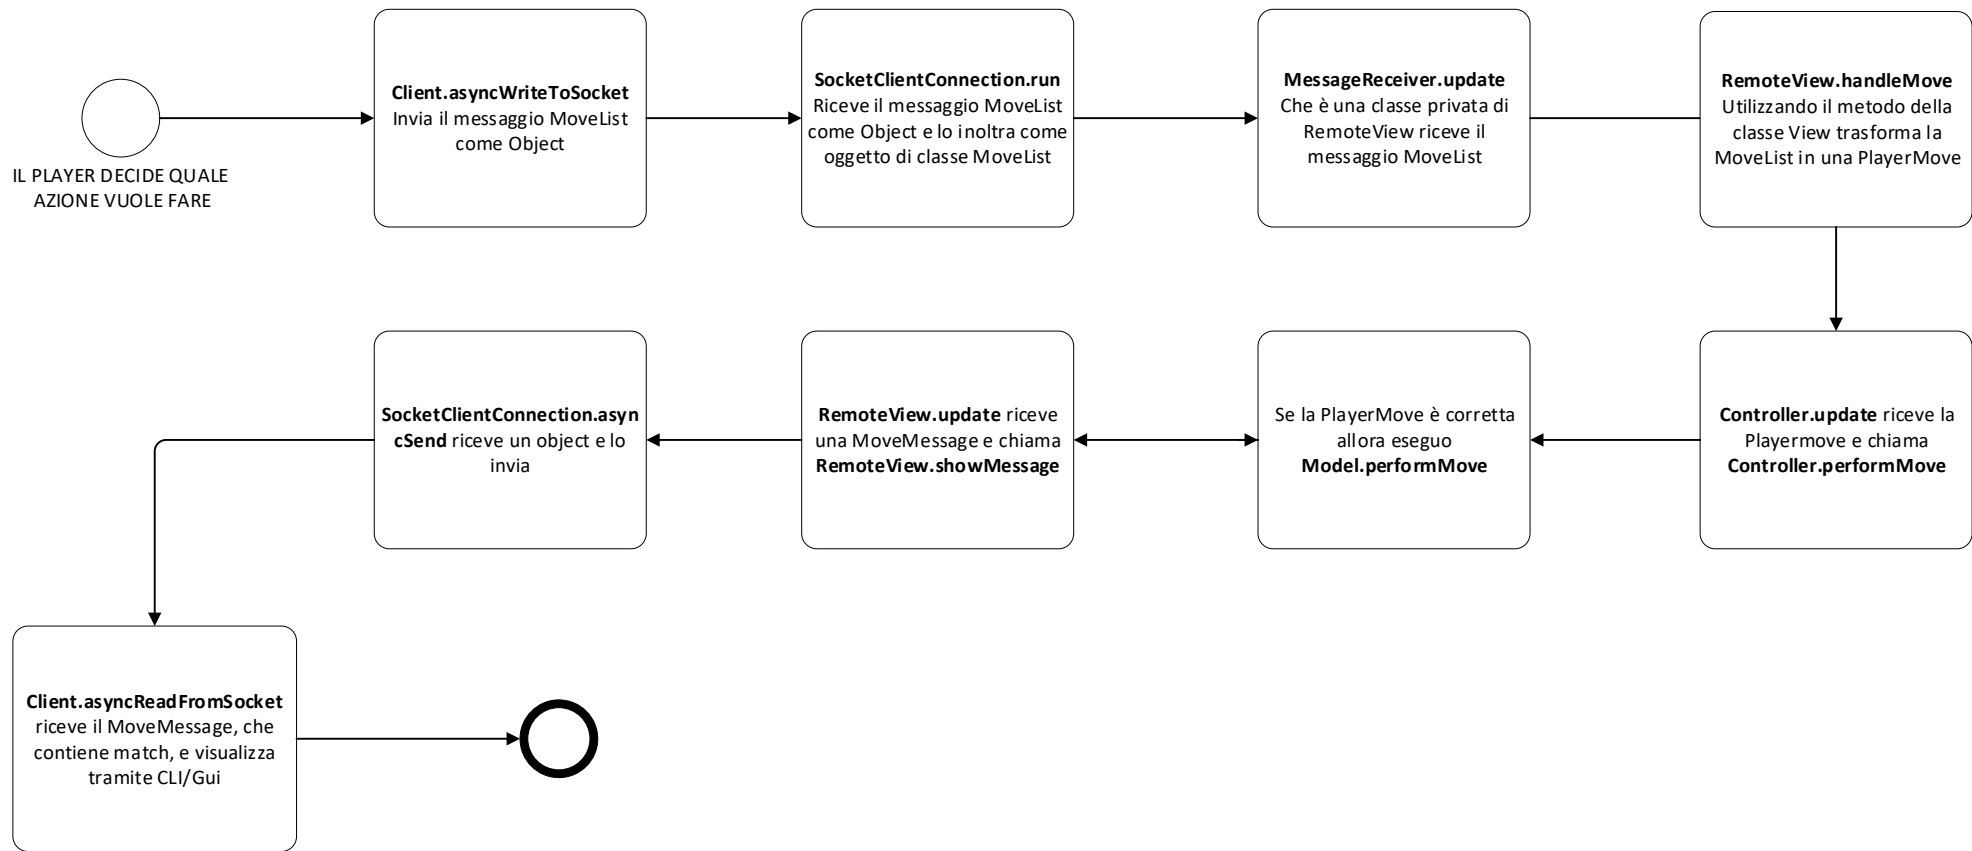 IL PLAYER DECIDE QUALE
AZIONE VUOLE FARE
Client.asyncWriteToSocket
Invia il messaggio MoveList
come Object
SocketClientConnection.run
Riceve il messaggio MoveList
come Object e lo inoltra come
oggetto di classe MoveList
MessageReceiver.update
Che è una classe privata di
RemoteView riceve il
messaggio MoveList
RemoteView.handleMove
Utilizzando il metodo della
classe View trasforma la
MoveList in una PlayerMove
Controller.update riceve la
Playermove e chiama
Controller.performMove
Se la PlayerMove è corretta
allora eseguo
Model.performMove
RemoteView.update riceve
una MoveMessage e chiama
RemoteView.showMessage
SocketClientConnection.asyn
cSend riceve un object e lo
invia
Client.asyncReadFromSocket
riceve il MoveMessage, che
contiene match, e visualizza
tramite CLI/Gui